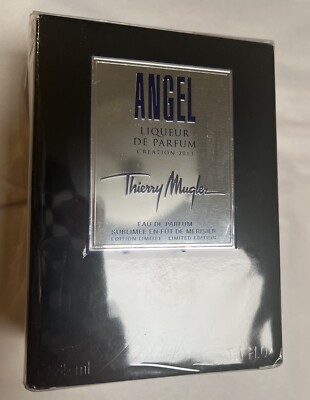 ANGEL
LIQUEUR
DE PARFUM
CREATION 2013
Thierry Mugler
EAU DE PARFUM
SUBLIMEE EN FUT DE MERISIER
EDITION LIMITEE - LIMITED EDITION
ml